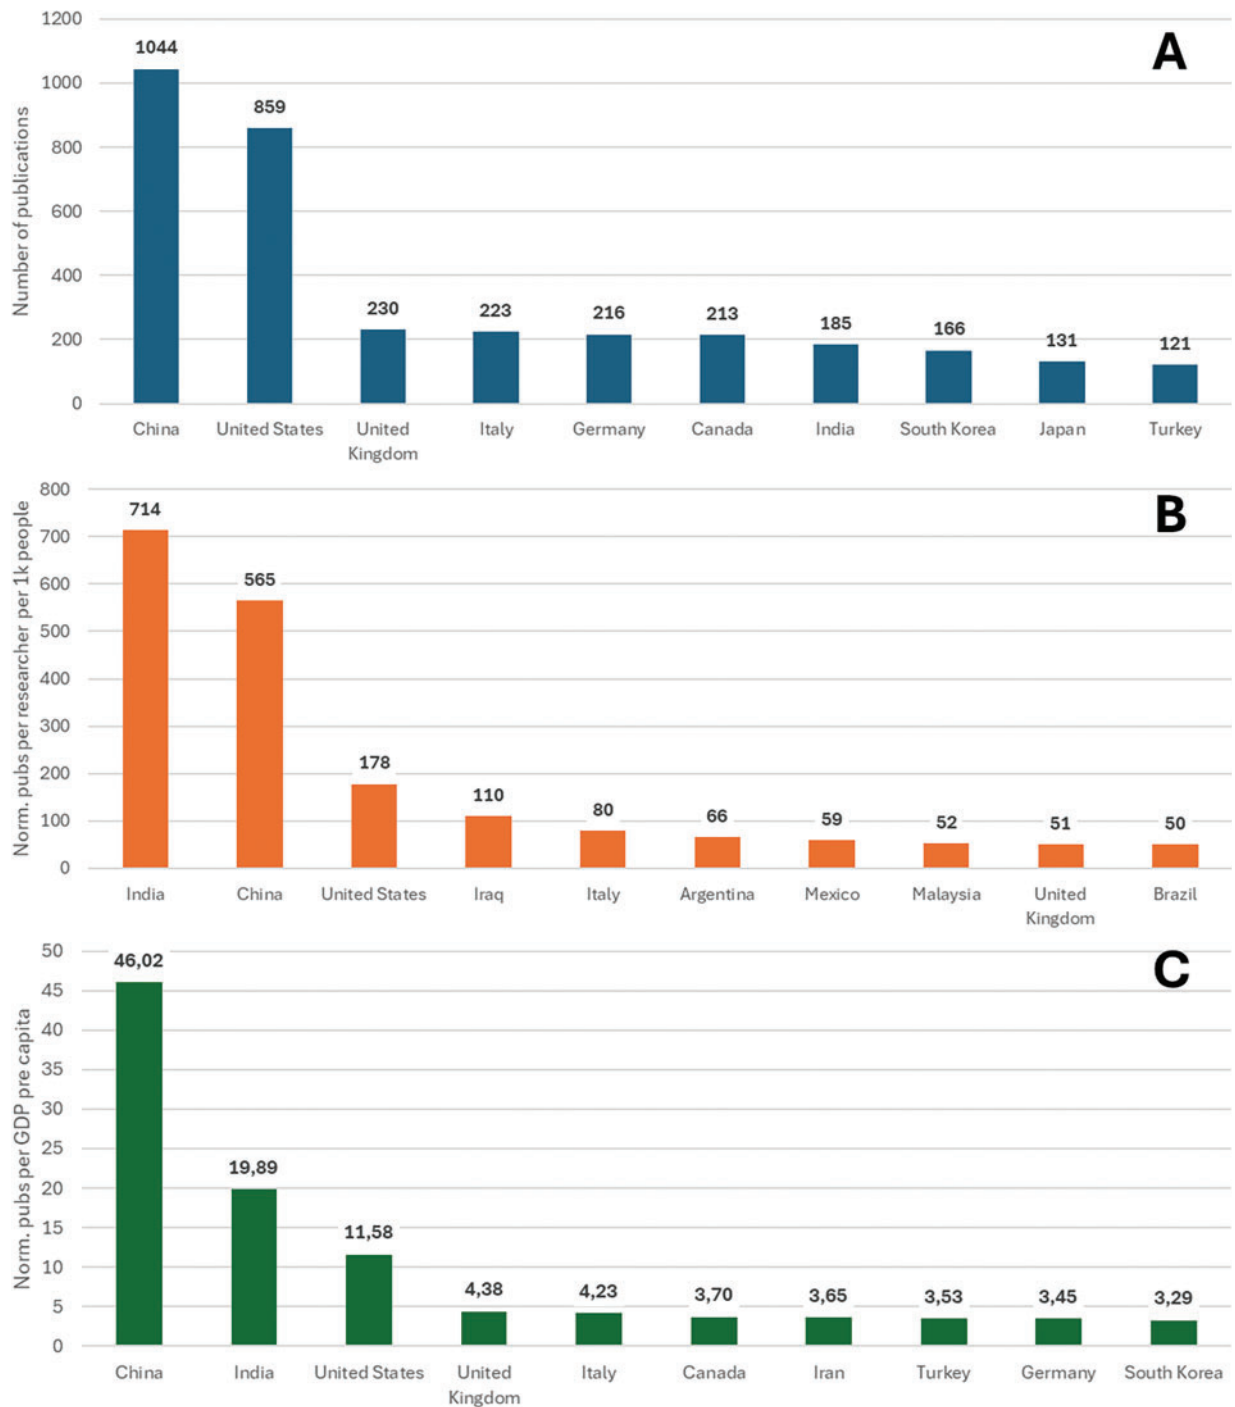 A
Number of publications
1200
1000
800
600
400
200
0
1044
859
230
223
216
213
185
166
131
121
China
United States
United
Kingdom
Italy
Germany
Canada
India
South Korea
Japan
Turkey
B
Norm. pubs per researcher per 1k people
800
700
600
500
400
300
200
100
0
714
565
178
110
80
66
59
52
51
50
India
China
United States
Iraq
Italy
Argentina
Mexico
Malaysia
United
Kingdom
Brazil
C
Norm. pubs per GDP pre capita
50
45
40
35
30
25
20
15
10
5
0
46,02
19,89
11,58
4,38
4,23
3,70
3,65
3,53
3,45
3,29
China
India
United States
United
Kingdom
Italy
Canada
Iran
Turkey
Germany
South Korea